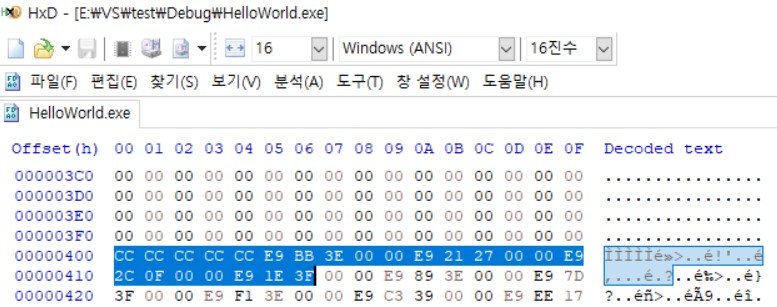 HxD - [E:\VS\test\Debug\HelloWorld.exe]
16 Windows (ANSI) 16진수
파일(F) 편집(E) 찾기(S) 보기(V) 분석(A) 도구(T) 창 설정(W) 도움말(H)
HelloWorld.exe
Offset(h) 00 01 02 03 04 05 06 07 08 09 0A 0B 0C 0D 0E 0F Decoded text
000003C0 00 00 00 00 00 00 00 00 00 00 00 00 00 00 00 00 ................
000003D0 00 00 00 00 00 00 00 00 00 00 00 00 00 00 00 00 ................
000003E0 00 00 00 00 00 00 00 00 00 00 00 00 00 00 00 00 ................
000003F0 00 00 00 00 00 00 00 00 00 00 00 00 00 00 00 00 ................
00000400 CC CC CC CC CC E9 BB 3E 00 00 E9 21 27 00 00 E9 ÌÌÌÌÌé»>..é!'..é
00000410 2C 0F 00 00 E9 1E 3F 00 00 E9 89 3E 00 00 E9 7D ,...é.?..é‰>..é}
00000420 3F 00 00 E9 F1 3E 00 00 E9 C3 39 00 00 E9 EE 17 ?..éñ>..éÃ9..éî.